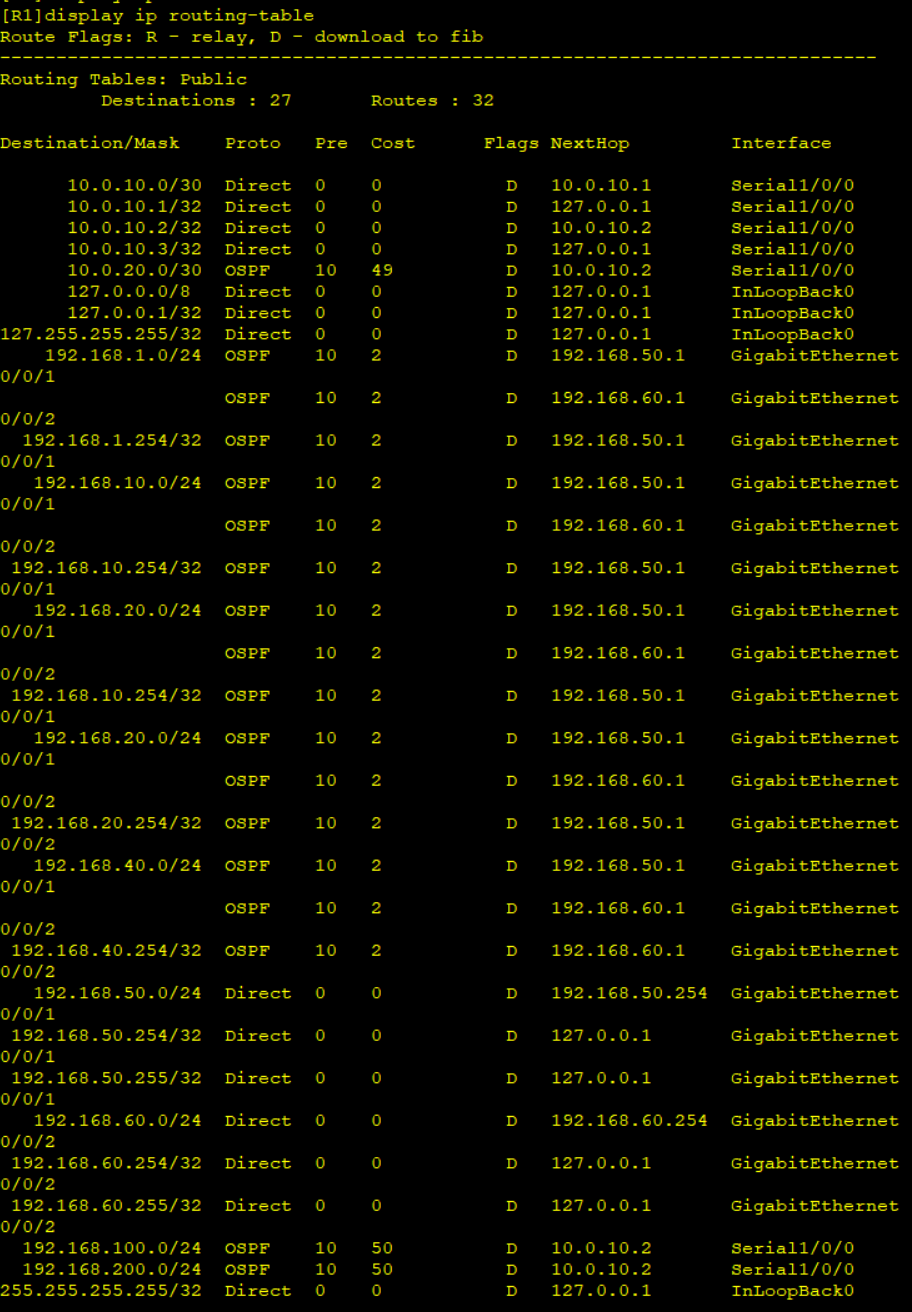 [R1]display ip routing-table
Route Flags: R - relay, D - download to fib
------------------------------------------------------------------------------
Routing Tables: Public
         Destinations : 27       Routes : 32

Destination/Mask    Proto   Pre  Cost      Flags NextHop         Interface

      10.0.10.0/30  Direct  0    0           D   10.0.10.1       Serial1/0/0
      10.0.10.1/32  Direct  0    0           D   127.0.0.1       Serial1/0/0
      10.0.10.2/32  Direct  0    0           D   10.0.10.2       Serial1/0/0
      10.0.10.3/32  Direct  0    0           D   127.0.0.1       Serial1/0/0
      10.0.20.0/30  OSPF    10   49          D   10.0.10.2       Serial1/0/0
      127.0.0.0/8   Direct  0    0           D   127.0.0.1       InLoopBack0
      127.0.0.1/32  Direct  0    0           D   127.0.0.1       InLoopBack0
127.255.255.255/32  Direct  0    0           D   127.0.0.1       InLoopBack0
    192.168.1.0/24  OSPF    10   2           D   192.168.50.1    GigabitEthernet
0/0/1
                    OSPF    10   2           D   192.168.60.1    GigabitEthernet
0/0/2
  192.168.1.254/32  OSPF    10   2           D   192.168.50.1    GigabitEthernet
0/0/1
   192.168.10.0/24  OSPF    10   2           D   192.168.50.1    GigabitEthernet
0/0/1
                    OSPF    10   2           D   192.168.60.1    GigabitEthernet
0/0/2
 192.168.10.254/32  OSPF    10   2           D   192.168.50.1    GigabitEthernet
0/0/1
   192.168.20.0/24  OSPF    10   2           D   192.168.50.1    GigabitEthernet
0/0/1
                    OSPF    10   2           D   192.168.60.1    GigabitEthernet
0/0/2
 192.168.10.254/32  OSPF    10   2           D   192.168.50.1    GigabitEthernet
0/0/1
   192.168.20.0/24  OSPF    10   2           D   192.168.50.1    GigabitEthernet
0/0/1
                    OSPF    10   2           D   192.168.60.1    GigabitEthernet
0/0/2
 192.168.20.254/32  OSPF    10   2           D   192.168.50.1    GigabitEthernet
0/0/2
   192.168.40.0/24  OSPF    10   2           D   192.168.50.1    GigabitEthernet
0/0/1
                    OSPF    10   2           D   192.168.60.1    GigabitEthernet
0/0/2
 192.168.40.254/32  OSPF    10   2           D   192.168.60.1    GigabitEthernet
0/0/2
   192.168.50.0/24  Direct  0    0           D   192.168.50.254  GigabitEthernet
0/0/1
 192.168.50.254/32  Direct  0    0           D   127.0.0.1       GigabitEthernet
0/0/1
 192.168.50.255/32  Direct  0    0           D   127.0.0.1       GigabitEthernet
0/0/1
   192.168.60.0/24  Direct  0    0           D   192.168.60.254  GigabitEthernet
0/0/2
 192.168.60.254/32  Direct  0    0           D   127.0.0.1       GigabitEthernet
0/0/2
 192.168.60.255/32  Direct  0    0           D   127.0.0.1       GigabitEthernet
0/0/2
  192.168.100.0/24  OSPF    10   50          D   10.0.10.2       Serial1/0/0
  192.168.200.0/24  OSPF    10   50          D   10.0.10.2       Serial1/0/0
255.255.255.255/32  Direct  0    0           D   127.0.0.1       InLoopBack0